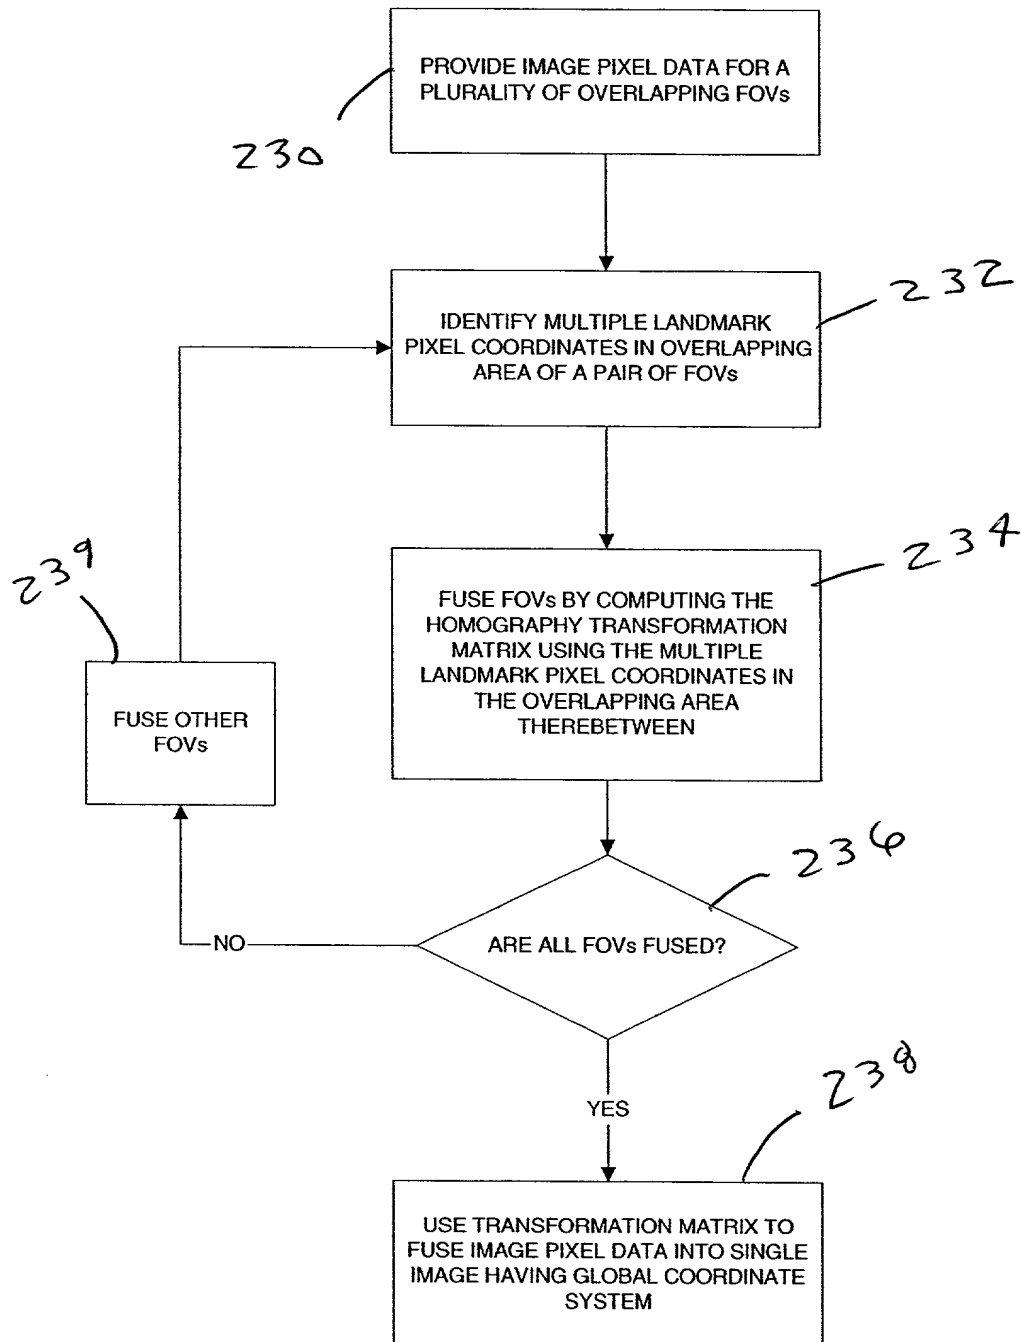 PROVIDE IMAGE PIXEL DATA FOR A
PLURALITY OF OVERLAPPING FOVs
230
IDENTIFY MULTIPLE LANDMARK
PIXEL COORDINATES IN OVERLAPPING
AREA OF A PAIR OF FOVs
232
FUSE FOVs BY COMPUTING THE
HOMOGRAPHY TRANSFORMATION
MATRIX USING THE MULTIPLE
LANDMARK PIXEL COORDINATES IN
THE OVERLAPPING AREA
THEREBETWEEN
234
239
FUSE OTHER
FOVs
236
ARE ALL FOVs FUSED?
NO
YES
238
USE TRANSFORMATION MATRIX TO
FUSE IMAGE PIXEL DATA INTO SINGLE
IMAGE HAVING GLOBAL COORDINATE
SYSTEM